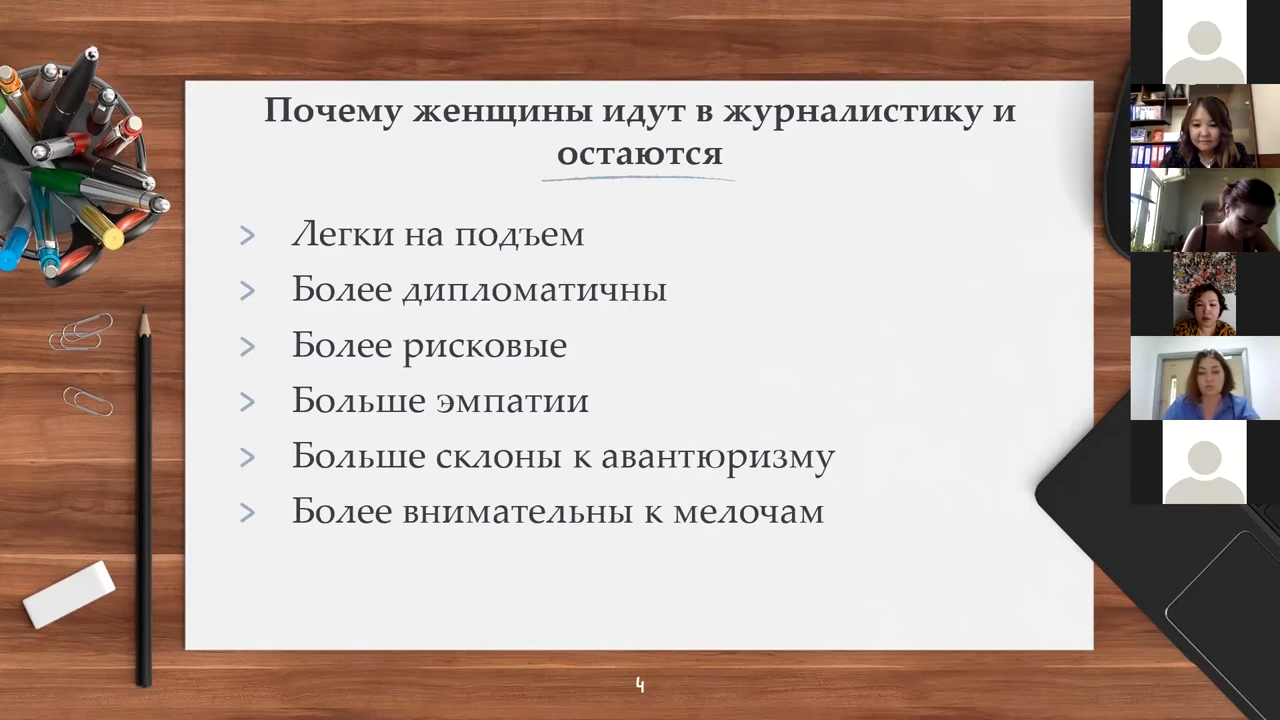 Почему женщины идут в журналистику и
остаются
> Легки на подъем
> Более дипломатичны
> Более рисковые
> Больше эмпатии
> Больше склоны к авантюризму
> Более внимательны к мелочам
4